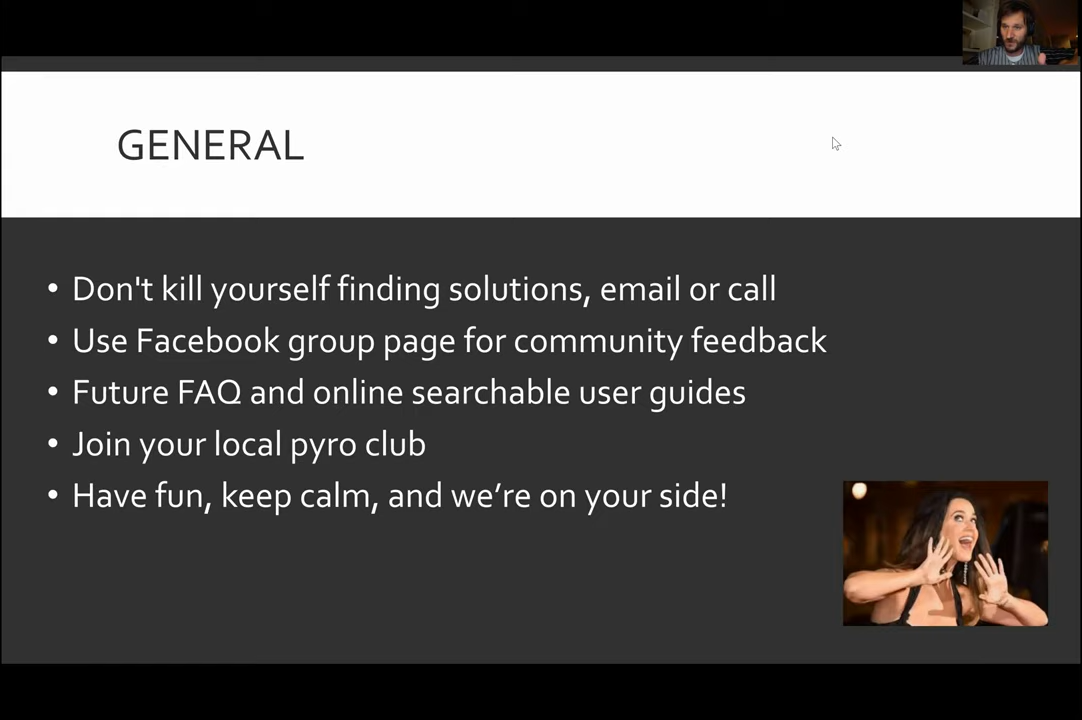 GENERAL
• Don't kill yourself finding solutions, email or call
• Use Facebook group page for community feedback
• Future FAQ and online searchable user guides
• Join your local pyro club
• Have fun, keep calm, and we’re on your side!